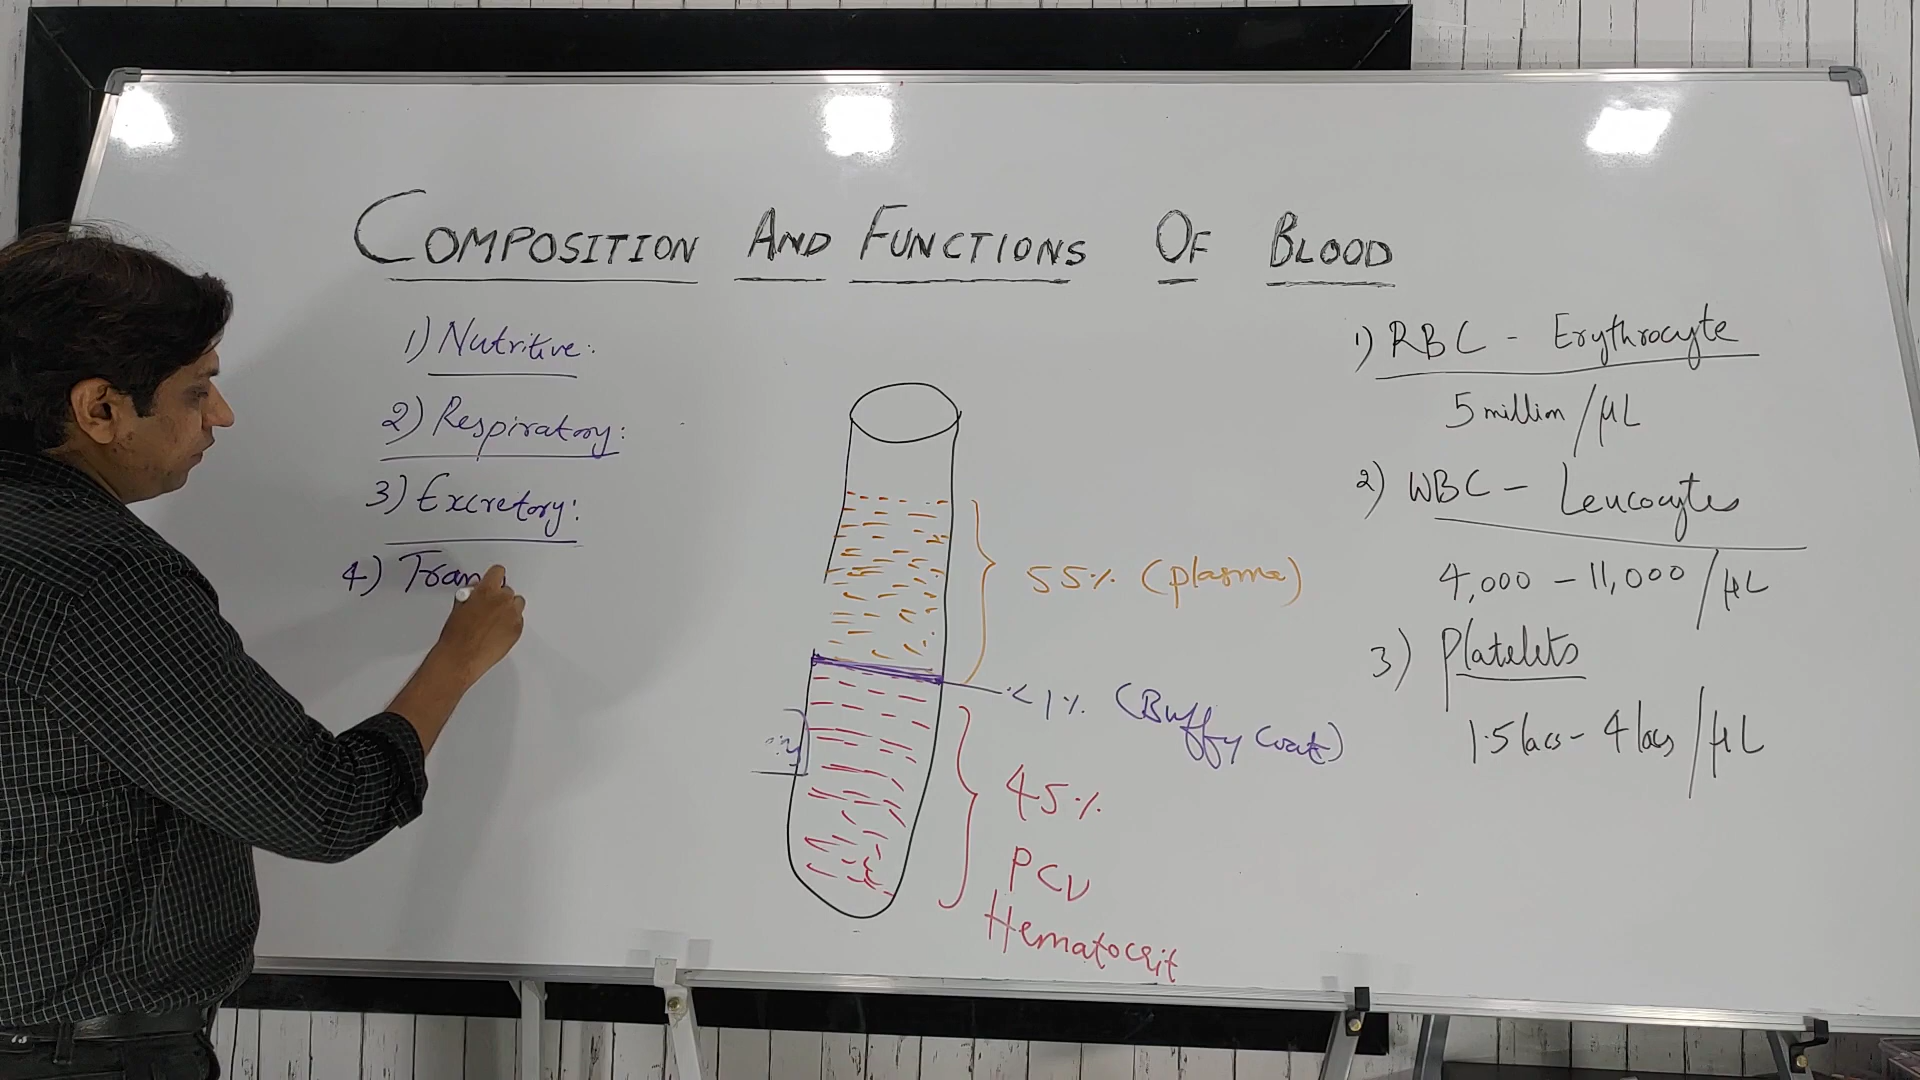 COMPOSITION AND FUNCTIONS OF BLOOD
1) Nutritive:
2) Respiratory:
3) Excretory:
4) Tran
55% (plasma)
<1% (Buffy Coat)
45%
PCV
Hematocrit
1) RBC - Erythrocyte
5 million/µL
2) WBC - Leucocytes
4,000 - 11,000/µL
3) Platelets
1.5 lacs - 4 lacs/µL